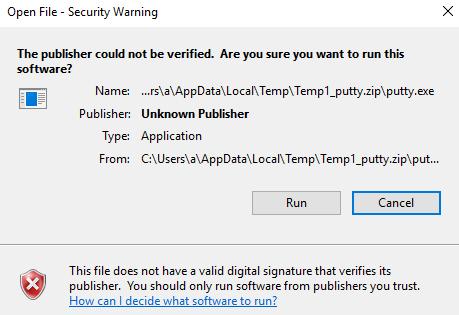 Open File - Security Warning
The publisher could not be verified. Are you sure you want to run this
software?
Name: ...rs\a\AppData\Local\Temp\Temp1_putty.zip\putty.exe
Publisher: Unknown Publisher
Type: Application
From: C:\Users\a\AppData\Local\Temp\Temp1_putty.zip\put...
Run Cancel
This file does not have a valid digital signature that verifies its
publisher. You should only run software from publishers you trust.
How can I decide what software to run?